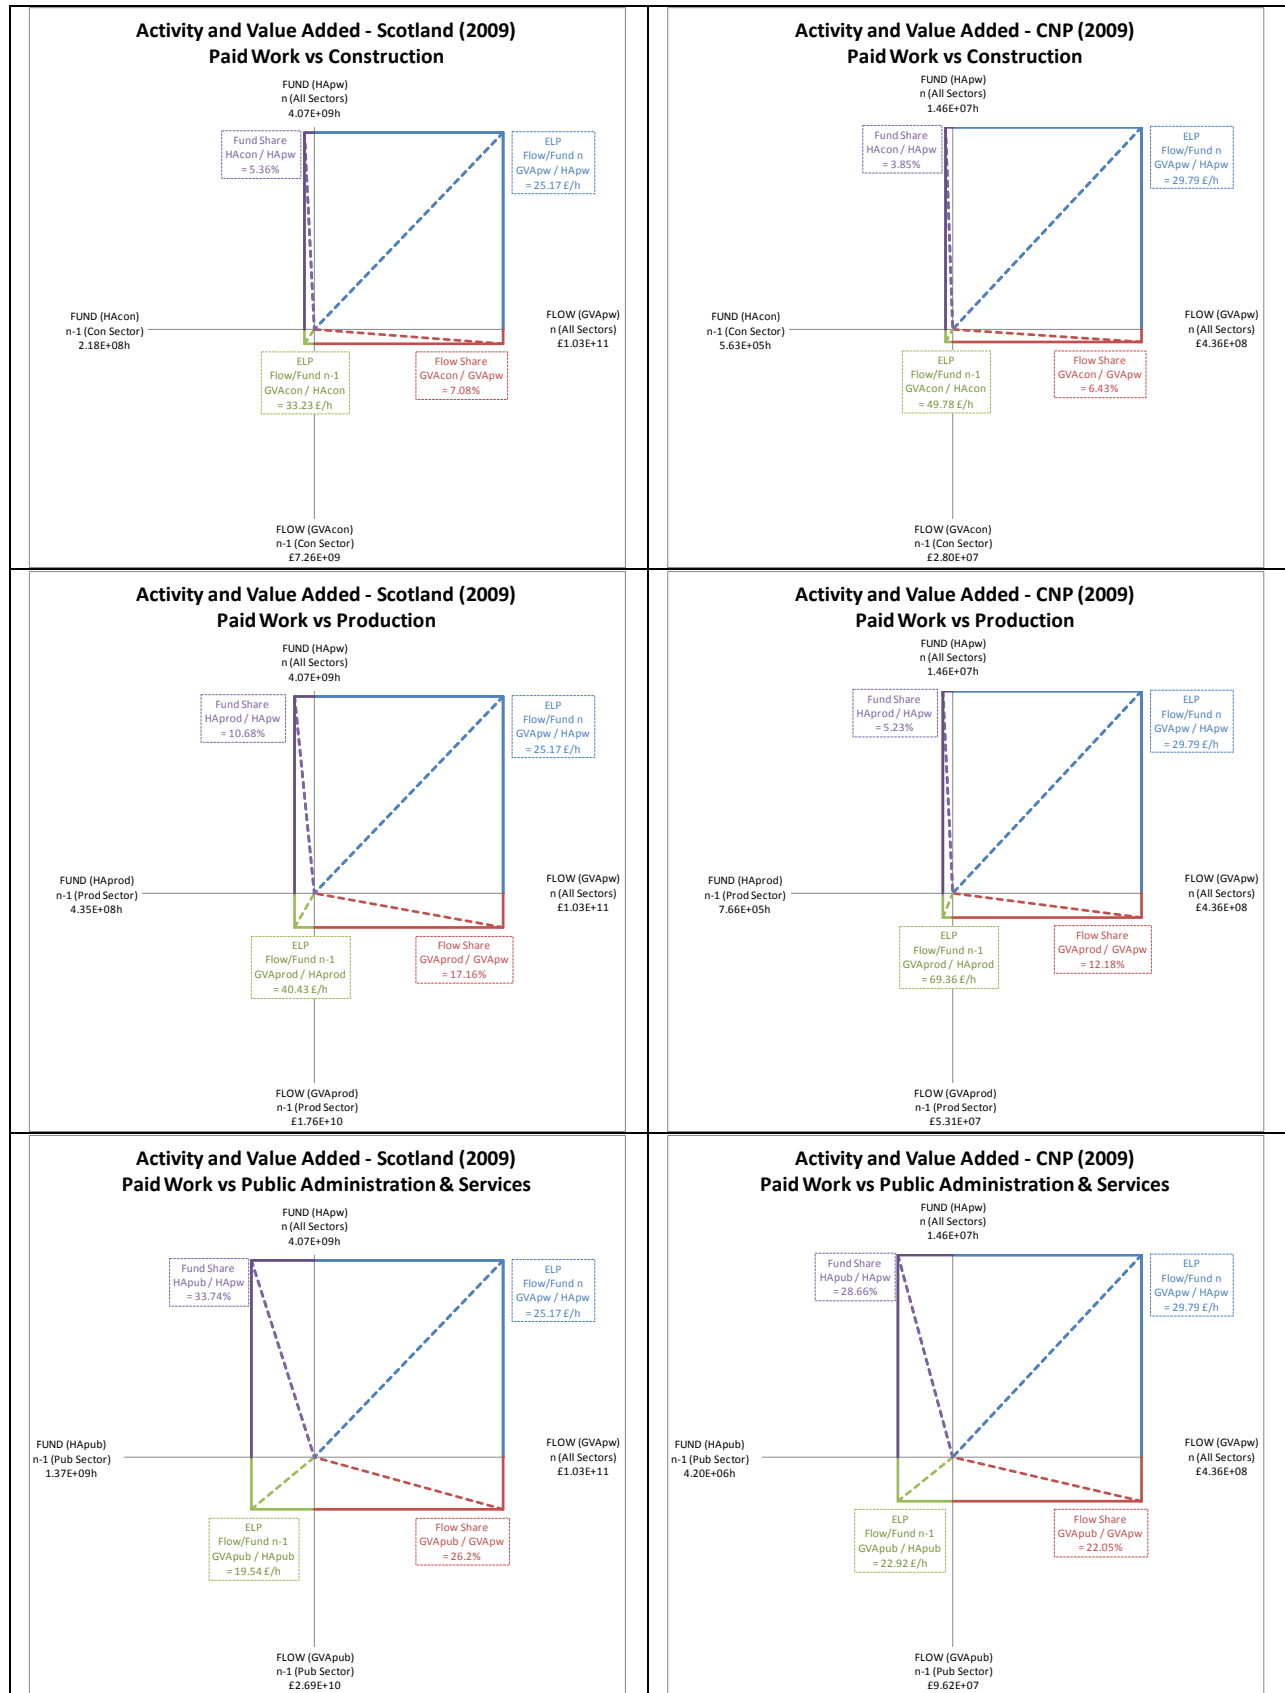 Activity and Value Added - Scotland (2009)
Paid Work vs Construction
FUND (HApw)
n (All Sectors)
4.07E+09h
Fund Share
HAcon / HApw
= 5.36%
ELP
Flow/Fund n
GVApw / HApw
= 25.17 £/h
FUND (HAcon)
n-1 (Con Sector)
2.18E+08h
FLOW (GVApw)
n (All Sectors)
£1.03E+11
ELP
Flow/Fund n-1
GVAcon / HAcon
= 33.23 £/h
Flow Share
GVAcon / GVApw
= 7.08%
FLOW (GVAcon)
n-1 (Con Sector)
£7.26E+09
Activity and Value Added - CNP (2009)
Paid Work vs Construction
FUND (HApw)
n (All Sectors)
1.46E+07h
Fund Share
HAcon / HApw
= 3.85%
ELP
Flow/Fund n
GVApw / HApw
= 29.79 £/h
FUND (HAcon)
n-1 (Con Sector)
5.63E+05h
FLOW (GVApw)
n (All Sectors)
£4.36E+08
ELP
Flow/Fund n-1
GVAcon / HAcon
= 49.78 £/h
Flow Share
GVAcon / GVApw
= 6.43%
FLOW (GVAcon)
n-1 (Con Sector)
£2.80E+07
Activity and Value Added - Scotland (2009)
Paid Work vs Production
FUND (HApw)
n (All Sectors)
4.07E+09h
Fund Share
HAprod / HApw
= 10.68%
ELP
Flow/Fund n
GVApw / HApw
= 25.17 £/h
FUND (HAprod)
n-1 (Prod Sector)
4.35E+08h
FLOW (GVApw)
n (All Sectors)
£1.03E+11
ELP
Flow/Fund n-1
GVAprod / HAprod
= 40.43 £/h
Flow Share
GVAprod / GVApw
= 17.16%
FLOW (GVAprod)
n-1 (Prod Sector)
£1.76E+10
Activity and Value Added - CNP (2009)
Paid Work vs Production
FUND (HApw)
n (All Sectors)
1.46E+07h
Fund Share
HAprod / HApw
= 5.23%
ELP
Flow/Fund n
GVApw / HApw
= 29.79 £/h
FUND (HAprod)
n-1 (Prod Sector)
7.66E+05h
FLOW (GVApw)
n (All Sectors)
£4.36E+08
ELP
Flow/Fund n-1
GVAprod / HAprod
= 69.36 £/h
Flow Share
GVAprod / GVApw
= 12.18%
FLOW (GVAprod)
n-1 (Prod Sector)
£5.31E+07
Activity and Value Added - Scotland (2009)
Paid Work vs Public Administration & Services
FUND (HApw)
n (All Sectors)
4.07E+09h
Fund Share
HApub / HApw
= 33.74%
ELP
Flow/Fund n
GVApw / HApw
= 25.17 £/h
FUND (HApub)
n-1 (Pub Sector)
1.37E+09h
FLOW (GVApw)
n (All Sectors)
£1.03E+11
ELP
Flow/Fund n-1
GVApub / HApub
= 19.54 £/h
Flow Share
GVApub / GVApw
= 26.2%
FLOW (GVApub)
n-1 (Pub Sector)
£2.69E+10
Activity and Value Added - CNP (2009)
Paid Work vs Public Administration & Services
FUND (HApw)
n (All Sectors)
1.46E+07h
Fund Share
HApub / HApw
= 28.66%
ELP
Flow/Fund n
GVApw / HApw
= 29.79 £/h
FUND (HApub)
n-1 (Pub Sector)
4.20E+06h
FLOW (GVApw)
n (All Sectors)
£4.36E+08
ELP
Flow/Fund n-1
GVApub / HApub
= 22.92 £/h
Flow Share
GVApub / GVApw
= 22.05%
FLOW (GVApub)
n-1 (Pub Sector)
£9.62E+07